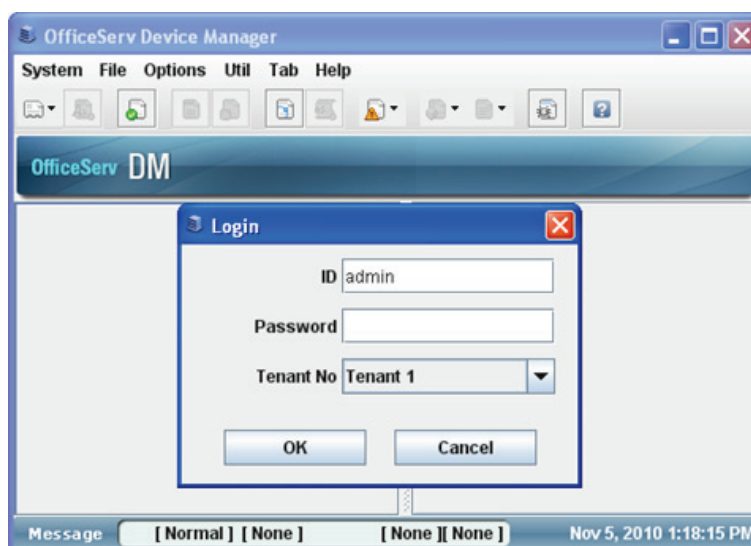 OfficeServ Device Manager
System File Options Util Tab Help
OfficeServ DM
Login
ID admin
Password
Tenant No Tenant 1
OK Cancel
Message [ Normal ] [ None ] [ None ][ None ] Nov 5, 2010 1:18:15 PM